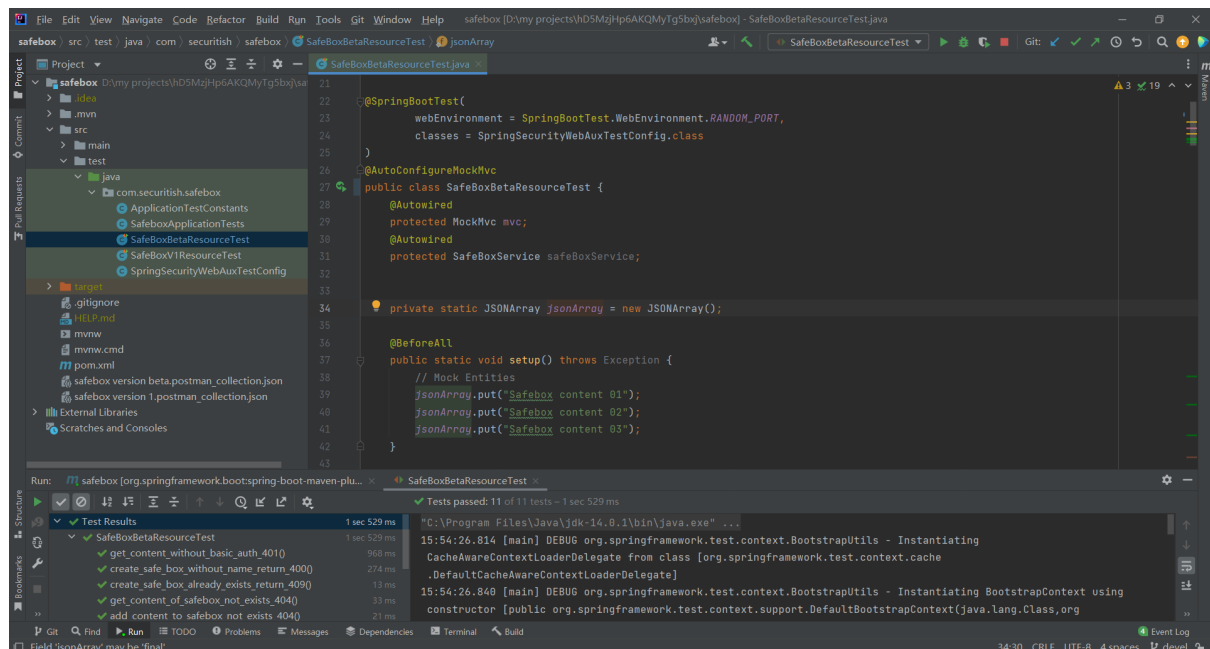 File Edit View Navigate Code Refactor Build Run Tools Git Window Help safebox [D:\my projects\hD5MzjHp6AKQMyTg5bxj\safebox] - SafeBoxBetaResourceTest.java
safebox src test java com securitish safebox SafeBoxBetaResourceTest jsonArray
SafeBoxBetaResourceTest
Git:
Project
SafeBoxBetaResourceTest.java
Project
Commit
Pull Requests
Structure
Bookmarks
Maven
safebox D:\my projects\hD5MzjHp6AKQMyTg5bxj\sa
.idea
.mvn
src
main
test
java
com.securitish.safebox
ApplicationTestConstants
SafeboxApplicationTests
SafeBoxBetaResourceTest
SafeBoxV1ResourceTest
SpringSecurityWebAuxTestConfig
target
.gitignore
HELP.md
mvnw
mvnw.cmd
pom.xml
safebox version beta.postman_collection.json
safebox version 1.postman_collection.json
External Libraries
Scratches and Consoles
3 19
21
22 @SpringBootTest(
23 webEnvironment = SpringBootTest.WebEnvironment.RANDOM_PORT,
24 classes = SpringSecurityWebAuxTestConfig.class
25 )
26 @AutoConfigureMockMvc
27 public class SafeBoxBetaResourceTest {
28 @Autowired
29 protected MockMvc mvc;
30 @Autowired
31 protected SafeBoxService safeBoxService;
32
33
34 private static JSONArray jsonArray = new JSONArray();
35
36 @BeforeAll
37 public static void setup() throws Exception {
38 // Mock Entities
39 jsonArray.put("Safebox content 01");
40 jsonArray.put("Safebox content 02");
41 jsonArray.put("Safebox content 03");
42 }
43
Run: safebox [org.springframework.boot:spring-boot-maven-plu... SafeBoxBetaResourceTest
Tests passed: 11 of 11 tests – 1 sec 529 ms
Test Results 1 sec 529 ms
SafeBoxBetaResourceTest 1 sec 529 ms
get_content_without_basic_auth_401() 968 ms
create_safe_box_without_name_return_400() 274 ms
create_safe_box_already_exists_return_409() 13 ms
get_content_of_safebox_not_exists_404() 33 ms
add_content_to_safebox_not_exists_404() 21 ms
"C:\Program Files\Java\jdk-14.0.1\bin\java.exe" ...
15:54:26.814 [main] DEBUG org.springframework.test.context.BootstrapUtils - Instantiating
CacheAwareContextLoaderDelegate from class [org.springframework.test.context.cache
.DefaultCacheAwareContextLoaderDelegate]
15:54:26.840 [main] DEBUG org.springframework.test.context.BootstrapUtils - Instantiating BootstrapContext using
constructor [public org.springframework.test.context.support.DefaultBootstrapContext(java.lang.Class,org
Git Find Run TODO Problems Messages Dependencies Terminal Build 4 Event Log
Field 'jsonArray' may be 'final' 34:30 CRLF UTF-8 4 spaces devel